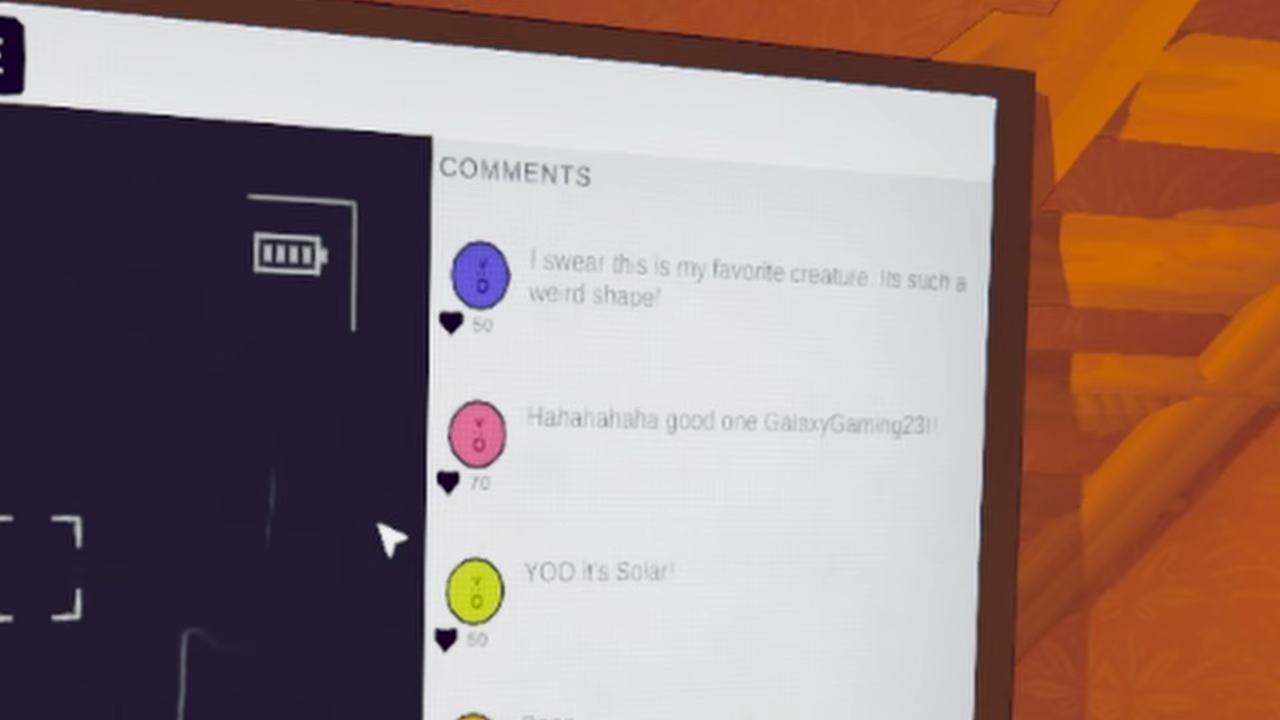 COMMENTS
I swear this is my favorite creature. Its such a
weird shape!
50
Hahahahaha good one GalaxyGaming23!!
70
YOO it's Solar!
50